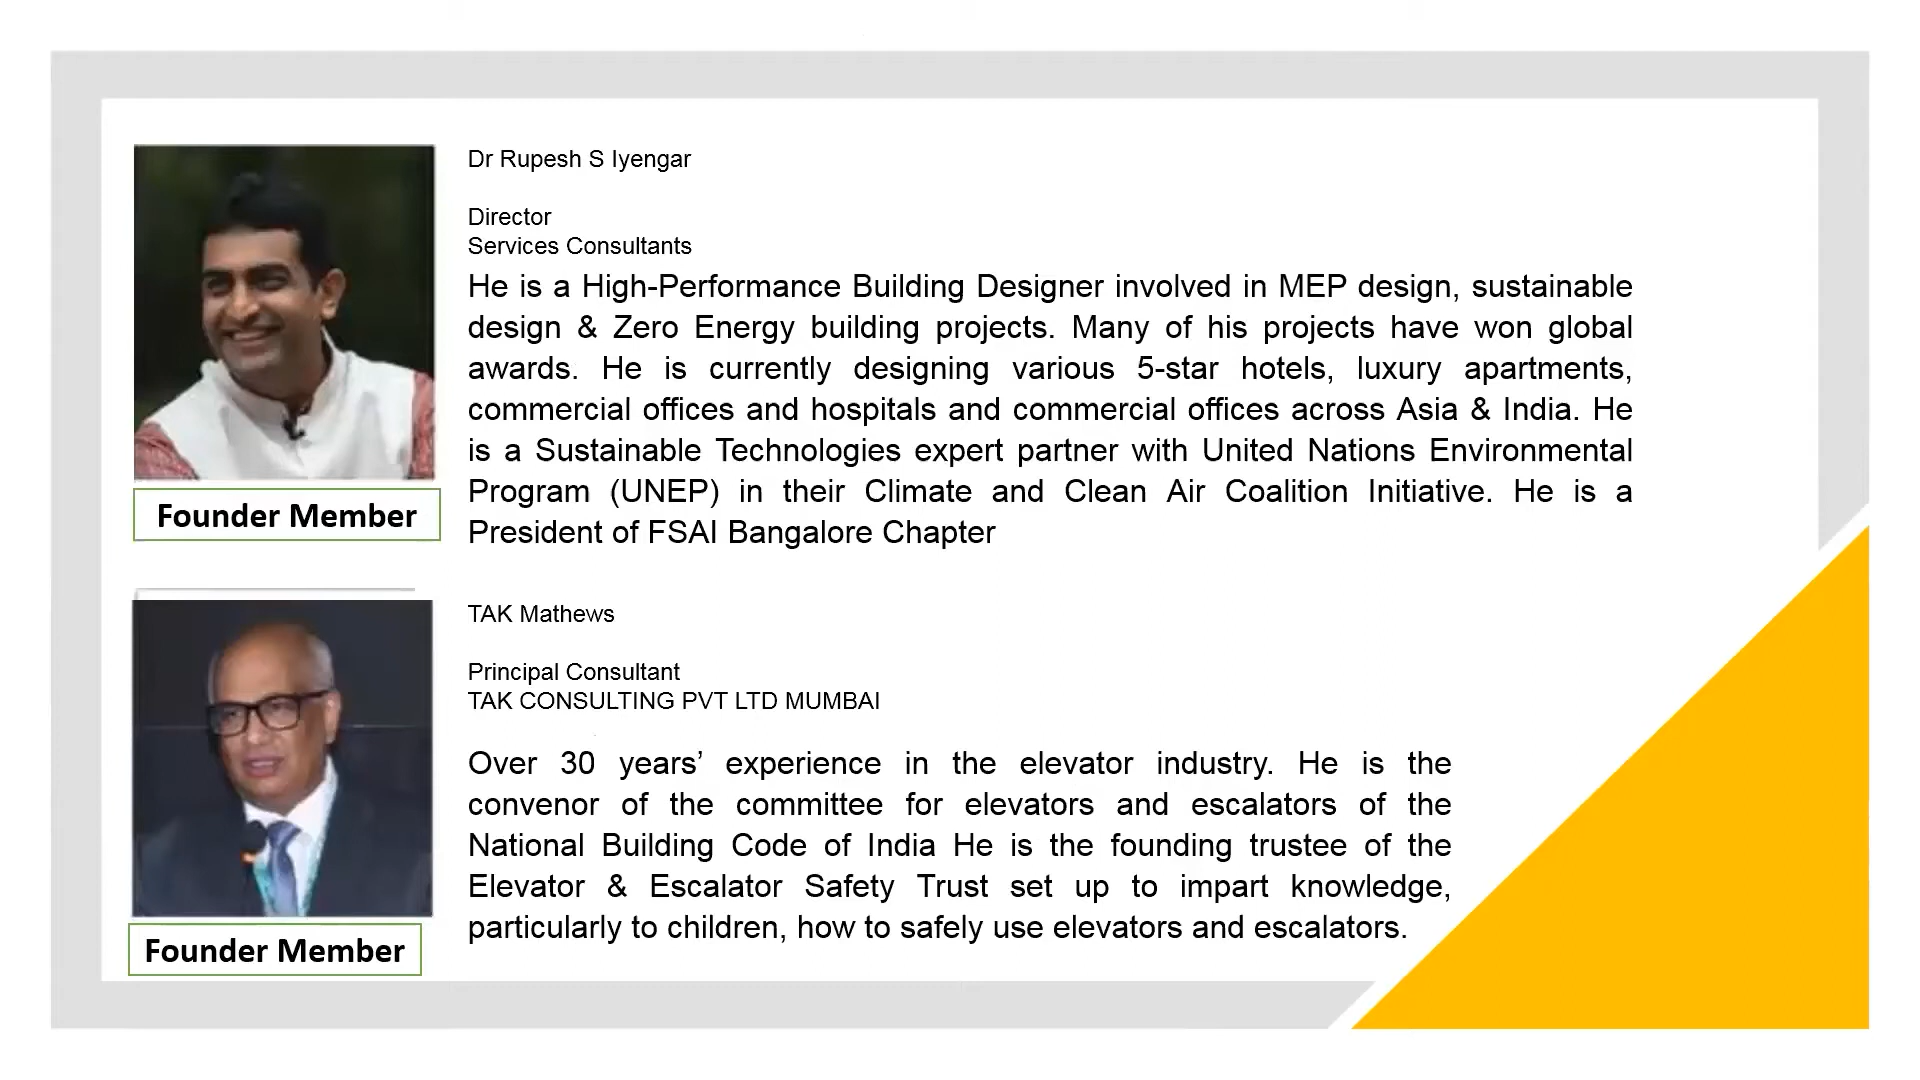 Dr Rupesh S Iyengar
Director
Services Consultants
He is a High-Performance Building Designer involved in MEP design, sustainable
design & Zero Energy building projects. Many of his projects have won global
awards. He is currently designing various 5-star hotels, luxury apartments,
commercial offices and hospitals and commercial offices across Asia & India. He
is a Sustainable Technologies expert partner with United Nations Environmental
Program (UNEP) in their Climate and Clean Air Coalition Initiative. He is a
President of FSAI Bangalore Chapter
Founder Member
TAK Mathews
Principal Consultant
TAK CONSULTING PVT LTD MUMBAI
Over 30 years’ experience in the elevator industry. He is the
convenor of the committee for elevators and escalators of the
National Building Code of India He is the founding trustee of the
Elevator & Escalator Safety Trust set up to impart knowledge,
particularly to children, how to safely use elevators and escalators.
Founder Member